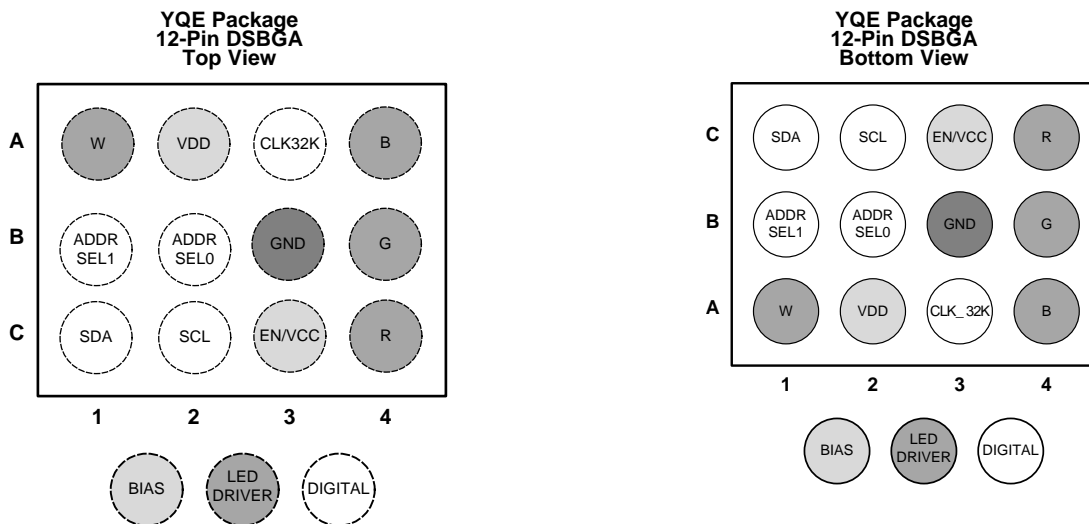 YQE Package
12-Pin DSBGA
Top View
A
W
VDD
CLK32K
B
B
ADDR
SEL1
ADDR
SEL0
GND
G
C
SDA
SCL
EN/VCC
R
1
2
3
4
BIAS
LED
DRIVER
DIGITAL
YQE Package
12-Pin DSBGA
Bottom View
C
SDA
SCL
EN/VCC
R
B
ADDR
SEL1
ADDR
SEL0
GND
G
A
W
VDD
CLK_32K
B
1
2
3
4
BIAS
LED
DRIVER
DIGITAL